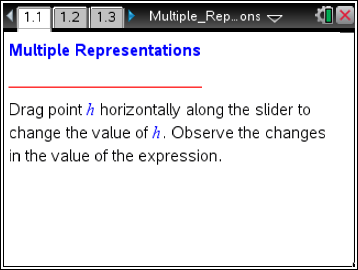 1.1 1.2 1.3 Multiple_Rep...ons
Multiple Representations
Drag point h horizontally along the slider to
change the value of h. Observe the changes
in the value of the expression.